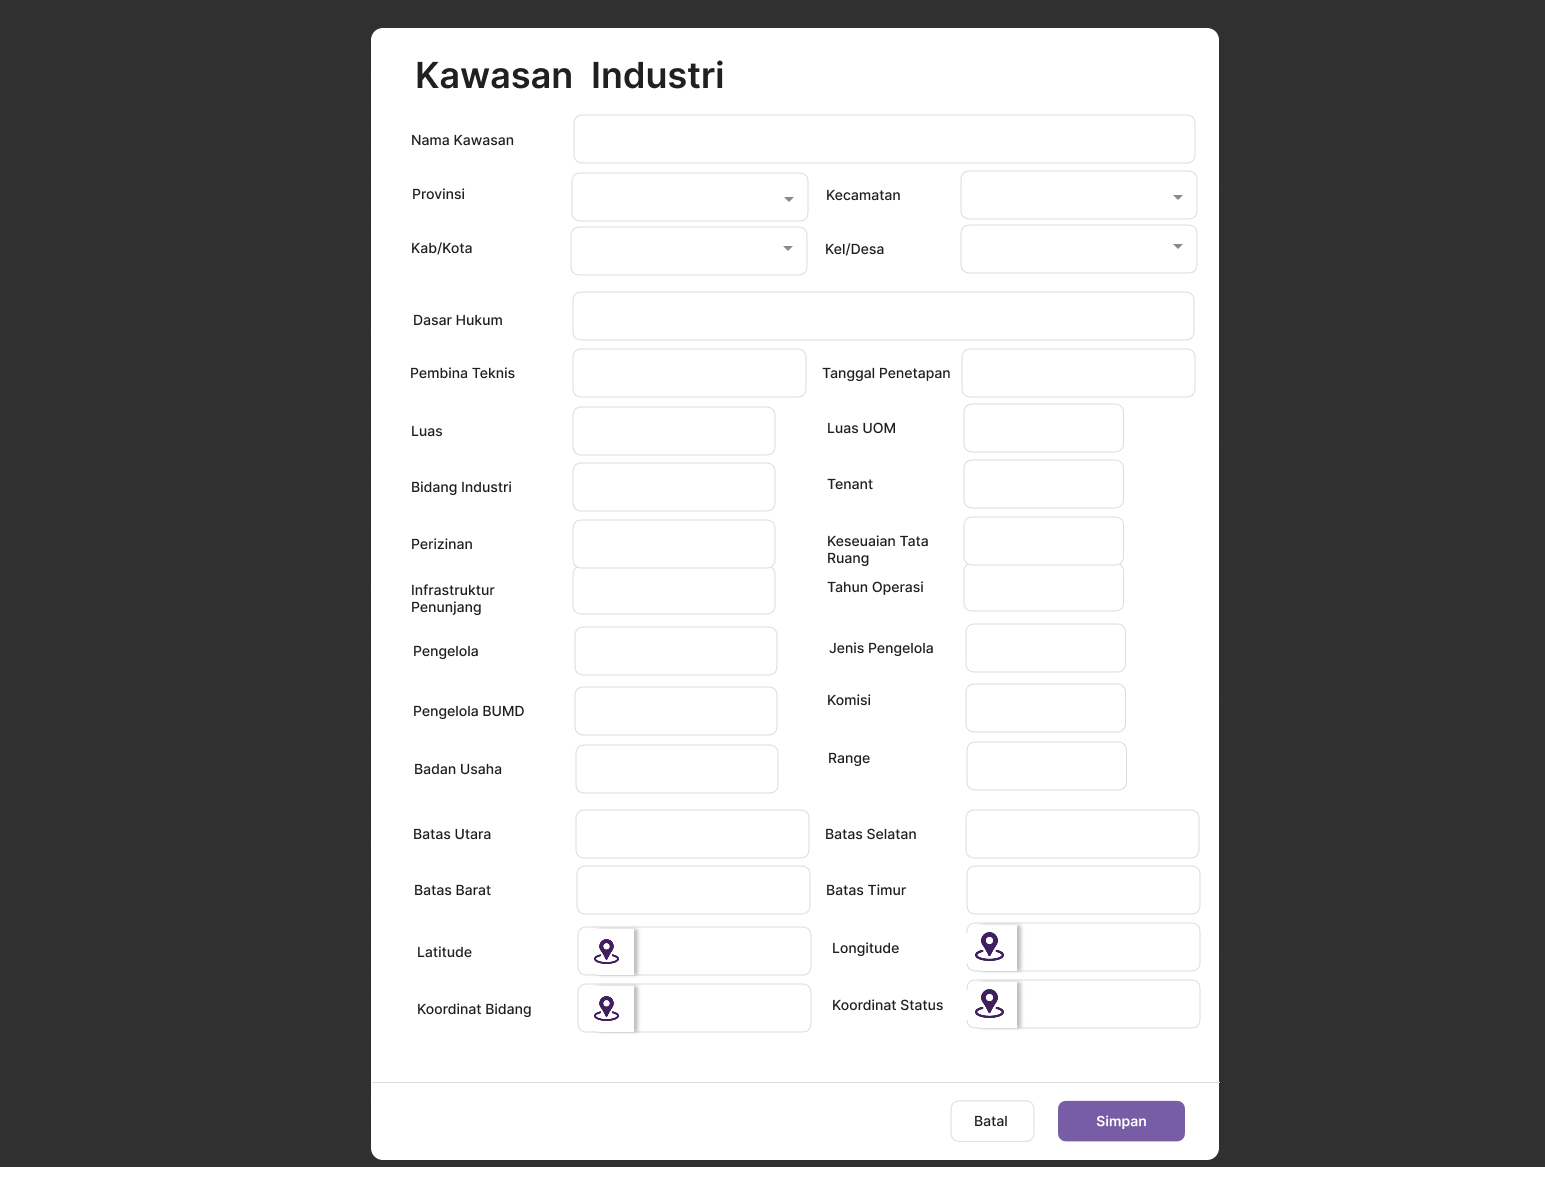 Kawasan Industri
Nama Kawasan
Provinsi
Kecamatan
Kab/Kota
Kel/Desa
Dasar Hukum
Pembina Teknis
Tanggal Penetapan
Luas
Luas UOM
Bidang Industri
Tenant
Perizinan
Keseuaian Tata
Ruang
Infrastruktur
Penunjang
Tahun Operasi
Pengelola
Jenis Pengelola
Pengelola BUMD
Komisi
Badan Usaha
Range
Batas Utara
Batas Selatan
Batas Barat
Batas Timur
Latitude
Longitude
Koordinat Bidang
Koordinat Status
Batal
Simpan